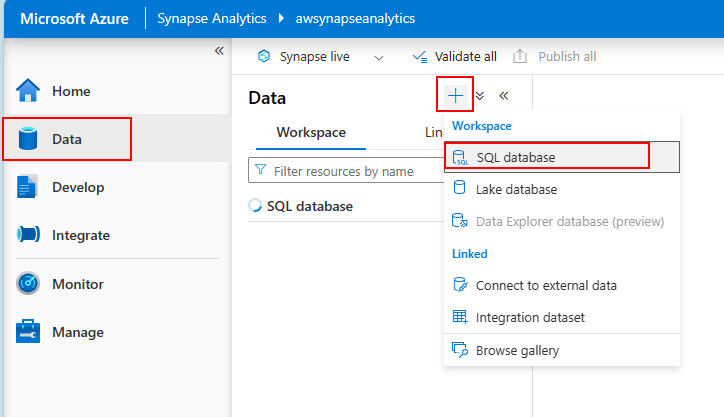 Microsoft Azure Synapse Analytics awsynapseanalytics
Synapse live Validate all Publish all
Home
Data
Develop
Integrate
Monitor
Manage
Data
Workspace Lin
Filter resources by name
SQL database
Workspace
SQL database
Lake database
Data Explorer database (preview)
Linked
Connect to external data
Integration dataset
Browse gallery